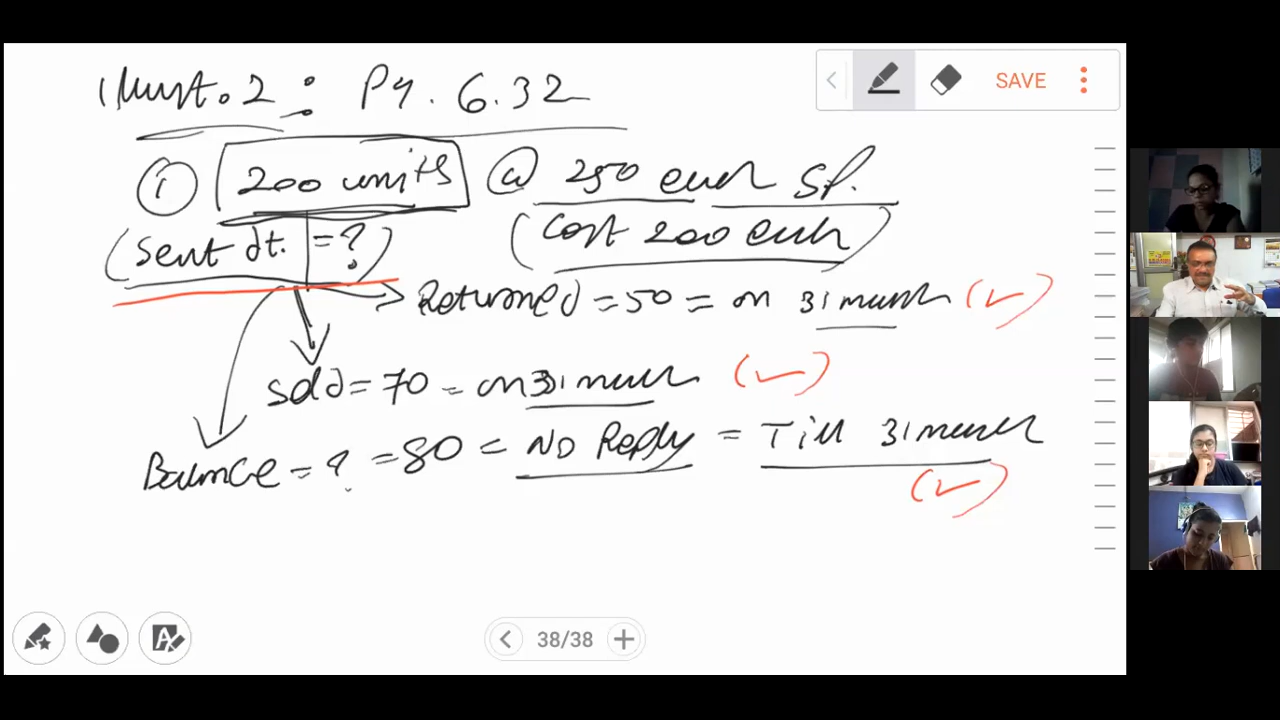 Illust. 2 : Pg. 6.32
SAVE
(i) 200 units @ 250 each SP.
(Sent dt. = ?) (Cost 200 each)
Returned = 50 = on 31 march (✓)
Sold = 70 = on 31 march (✓)
Balance = ? = 80 = No Reply = Till 31 march
(✓)
38/38